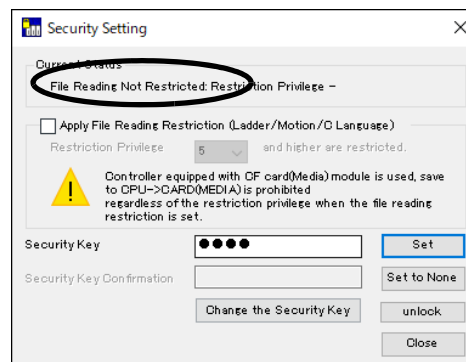 Security Setting
Current Status
File Reading Not Restricted: Restriction Privilege -
Apply File Reading Restriction (Ladder/Motion/C Language)
Restriction Privilege 5 and higher are restricted.
Controller equipped with CF card(Media) module is used, save
to CPU->CARD(MEDIA) is prohibited
regardless of the restriction privilege when the file reading
restriction is set.
Security Key ●●●● Set
Security Key Confirmation Set to None
Change the Security Key unlock
Close